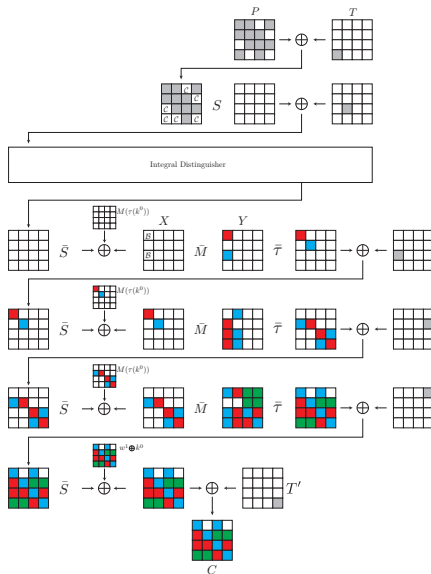 P T
C
C
C C C
S
Integral Distinguisher
M(τ(k⁰))
X Y
B
B
S̄ M̄ τ̿
M(τ(k⁰))
S̄ M̄ τ̿
M(τ(k⁰))
S̄ M̄ τ̿
w¹⊕k⁰
S̄ T′
C